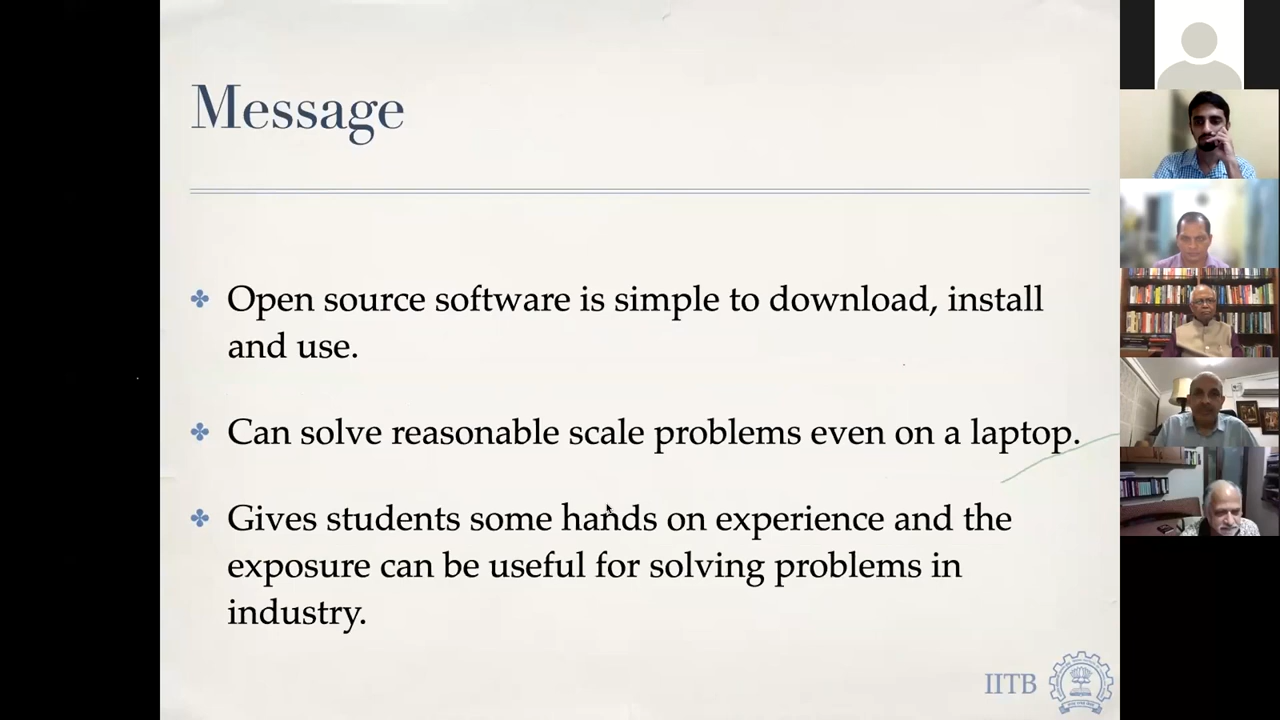 Message
Open source software is simple to download, install
and use.
Can solve reasonable scale problems even on a laptop.
Gives students some hands on experience and the
exposure can be useful for solving problems in
industry.
IITB